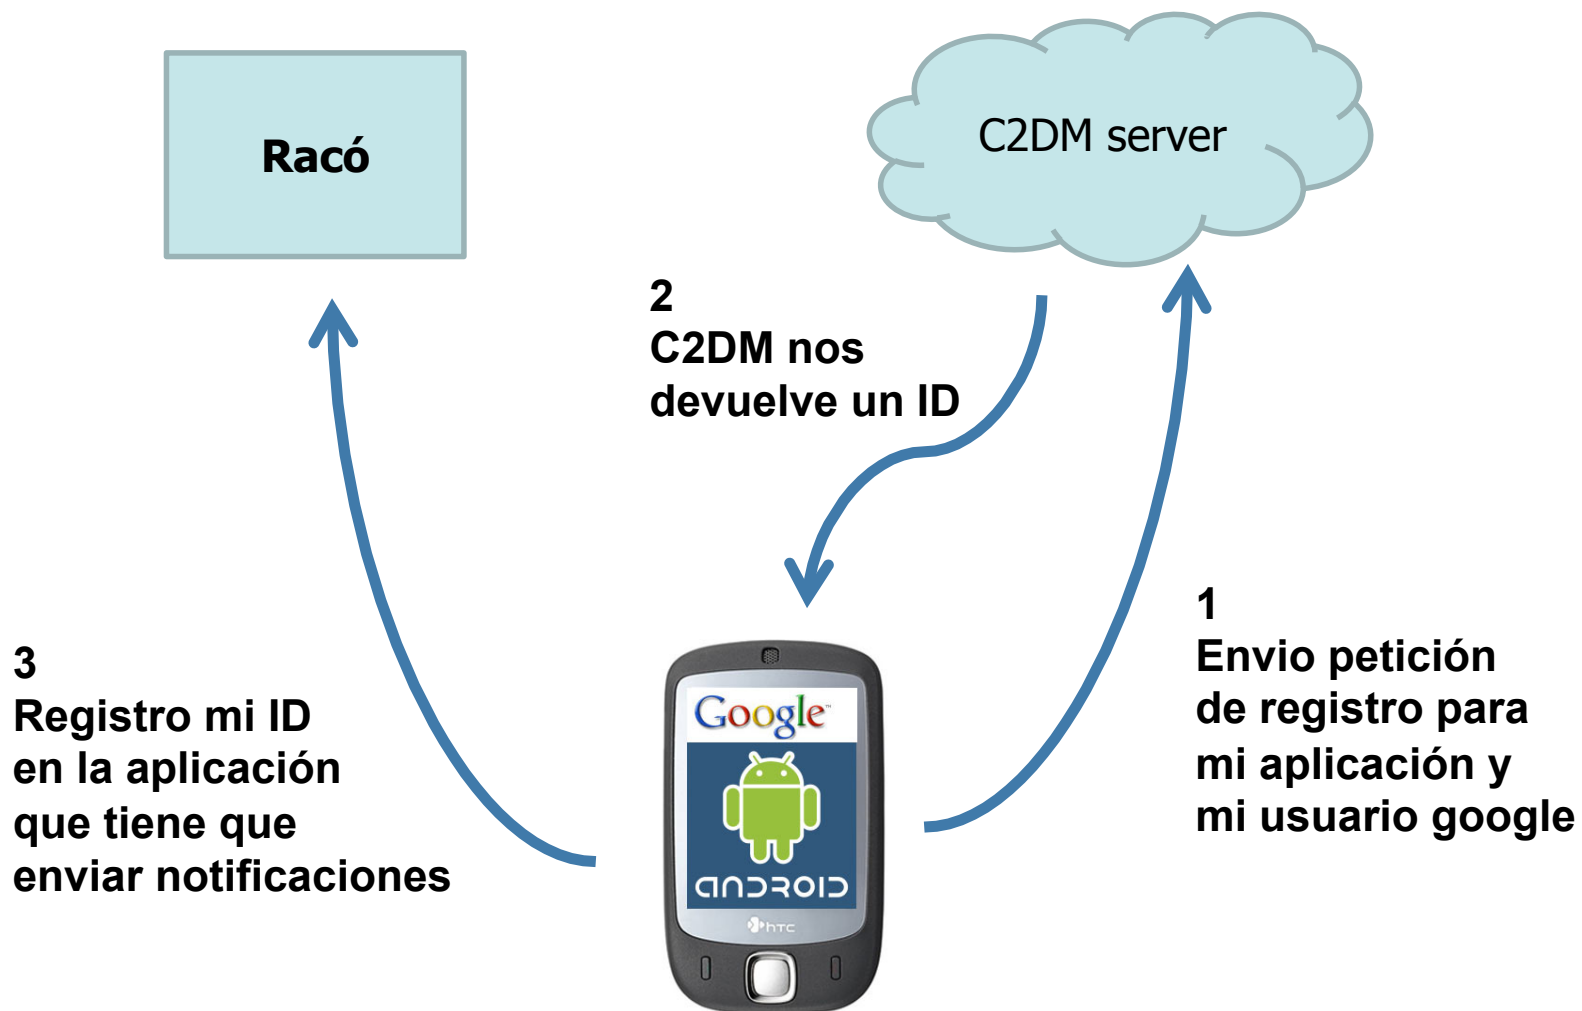 Racó
C2DM server
2
C2DM nos
devuelve un ID
1
Envio petición
de registro para
mi aplicación y
mi usuario google
3
Registro mi ID
en la aplicación
que tiene que
enviar notificaciones
Google™
ANDROID
htc